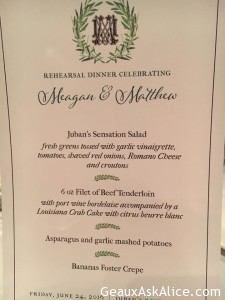 REHEARSAL DINNER CELEBRATING
Meagan & Matthew
Juban's Sensation Salad
fresh greens tossed with garlic vinaigrette,
tomatoes, shaved red onions, Romano Cheese
and croutons
6 oz Filet of Beef Tenderloin
with port wine bordelaise accompanied by a
Louisiana Crab Cake with citrus beurre blanc
Asparagus and garlic mashed potatoes
Bananas Foster Crepe
FRIDAY, JUNE 24, 2016
GeauxAskAlice.com